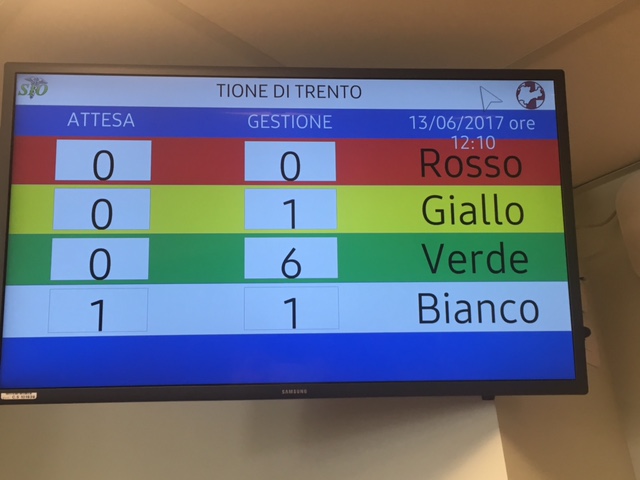 SIO
TIONE DI TRENTO
ATTESA GESTIONE 13/06/2017 ore
12:10
0 0 Rosso
0 1 Giallo
0 6 Verde
1 1 Bianco
SAMSUNG